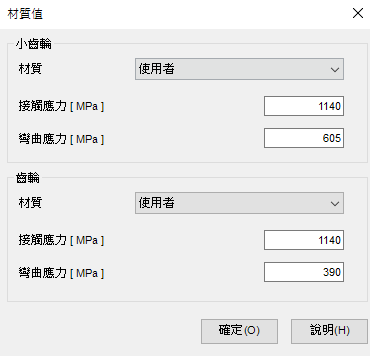 材質值
小齒輪
材質 使用者
接觸應力 [ MPa ] 1140
彎曲應力 [ MPa ] 605
齒輪
材質 使用者
接觸應力 [ MPa ] 1140
彎曲應力 [ MPa ] 390
確定(O) 說明(H)